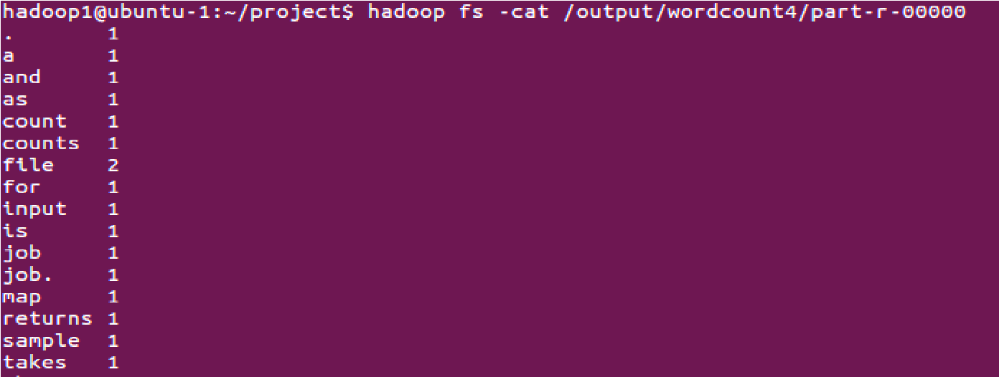 hadoop1@ubuntu-1:~/project$ hadoop fs -cat /output/wordcount4/part-r-00000
. 1
a 1
and 1
as 1
count 1
counts 1
file 2
for 1
input 1
is 1
job 1
job. 1
map 1
returns 1
sample 1
takes 1